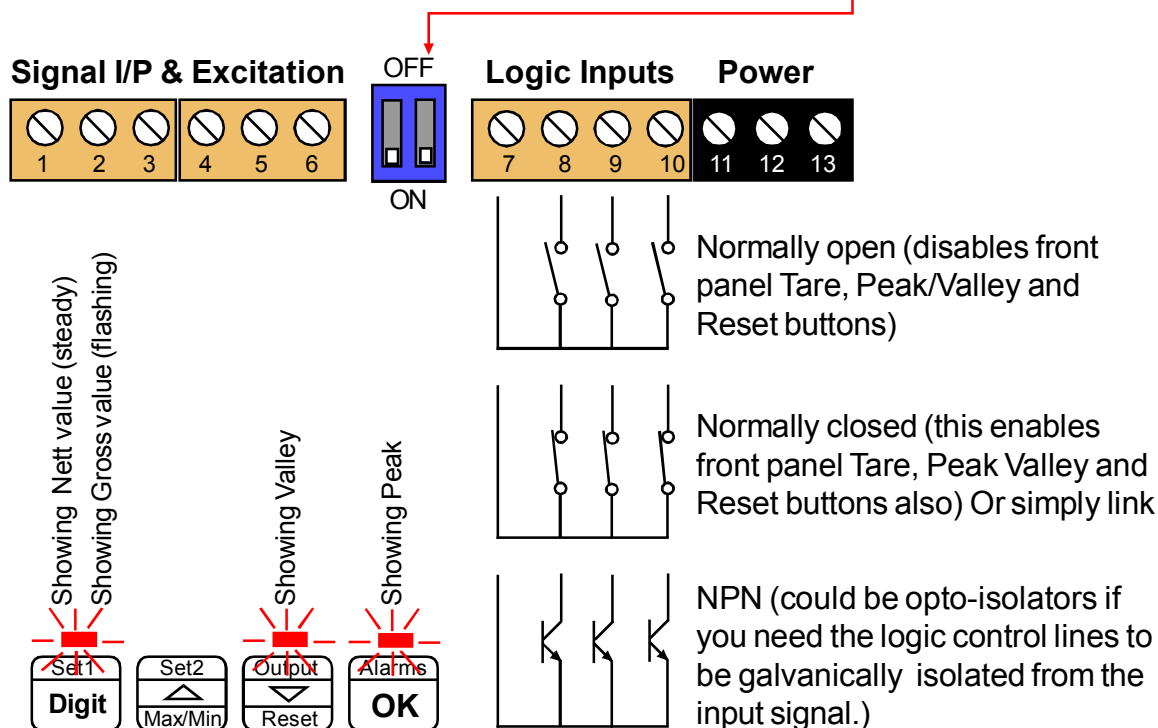 Signal I/P & Excitation
OFF
Logic Inputs
Power
1 2 3 4 5 6
7 8 9 10 11 12 13
ON
Normally open (disables front
panel Tare, Peak/Valley and
Reset buttons)
Normally closed (this enables
front panel Tare, Peak Valley and
Reset buttons also) Or simply link
NPN (could be opto-isolators if
you need the logic control lines to
be galvanically isolated from the
input signal.)
Showing Nett value (steady)
Showing Gross value (flashing)
Showing Valley
Showing Peak
Set1
Digit
Set2
Max/Min
Output
Reset
Alarms
OK